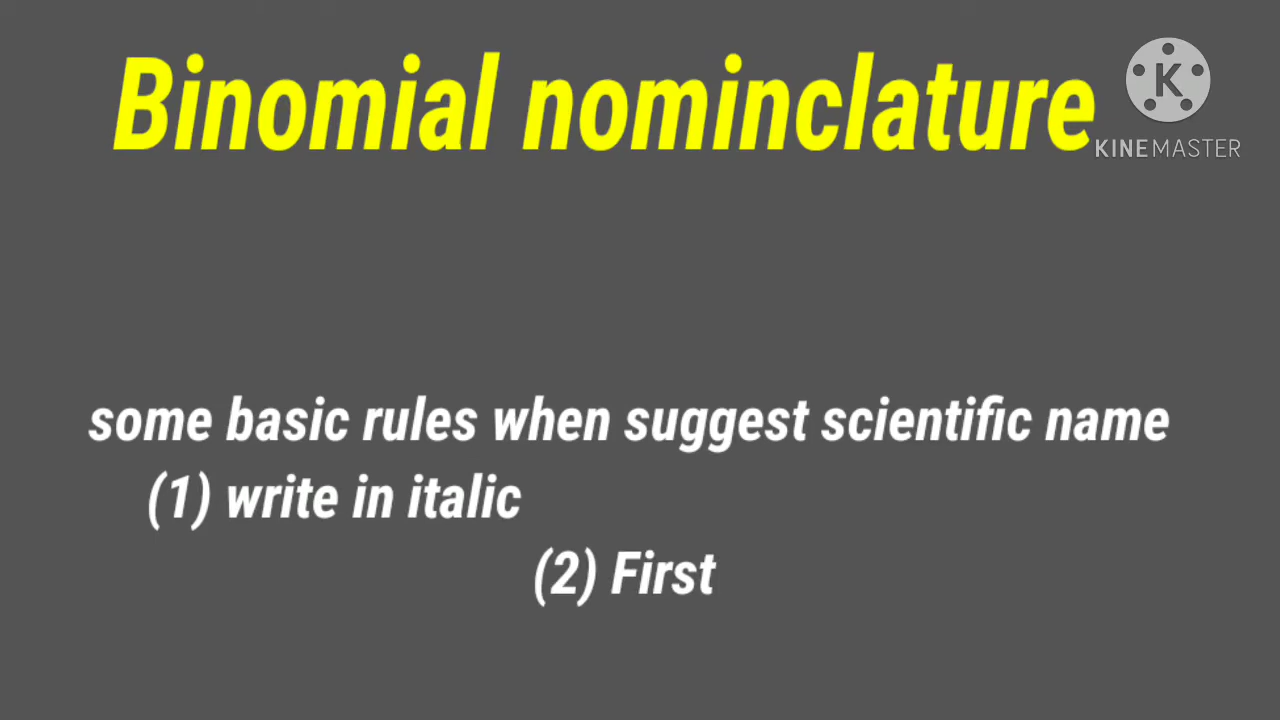 Binomial nominclature
K
KINEMASTER
some basic rules when suggest scientific name
(1) write in italic
(2) First